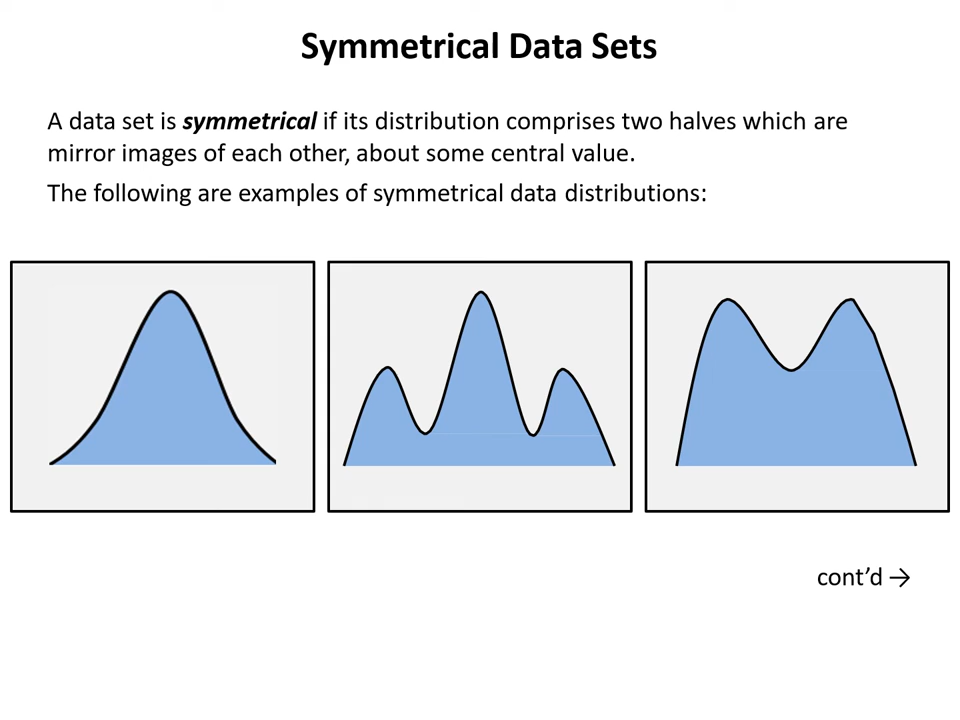 Symmetrical Data Sets
A data set is symmetrical if its distribution comprises two halves which are
mirror images of each other, about some central value.
The following are examples of symmetrical data distributions:
cont’d →